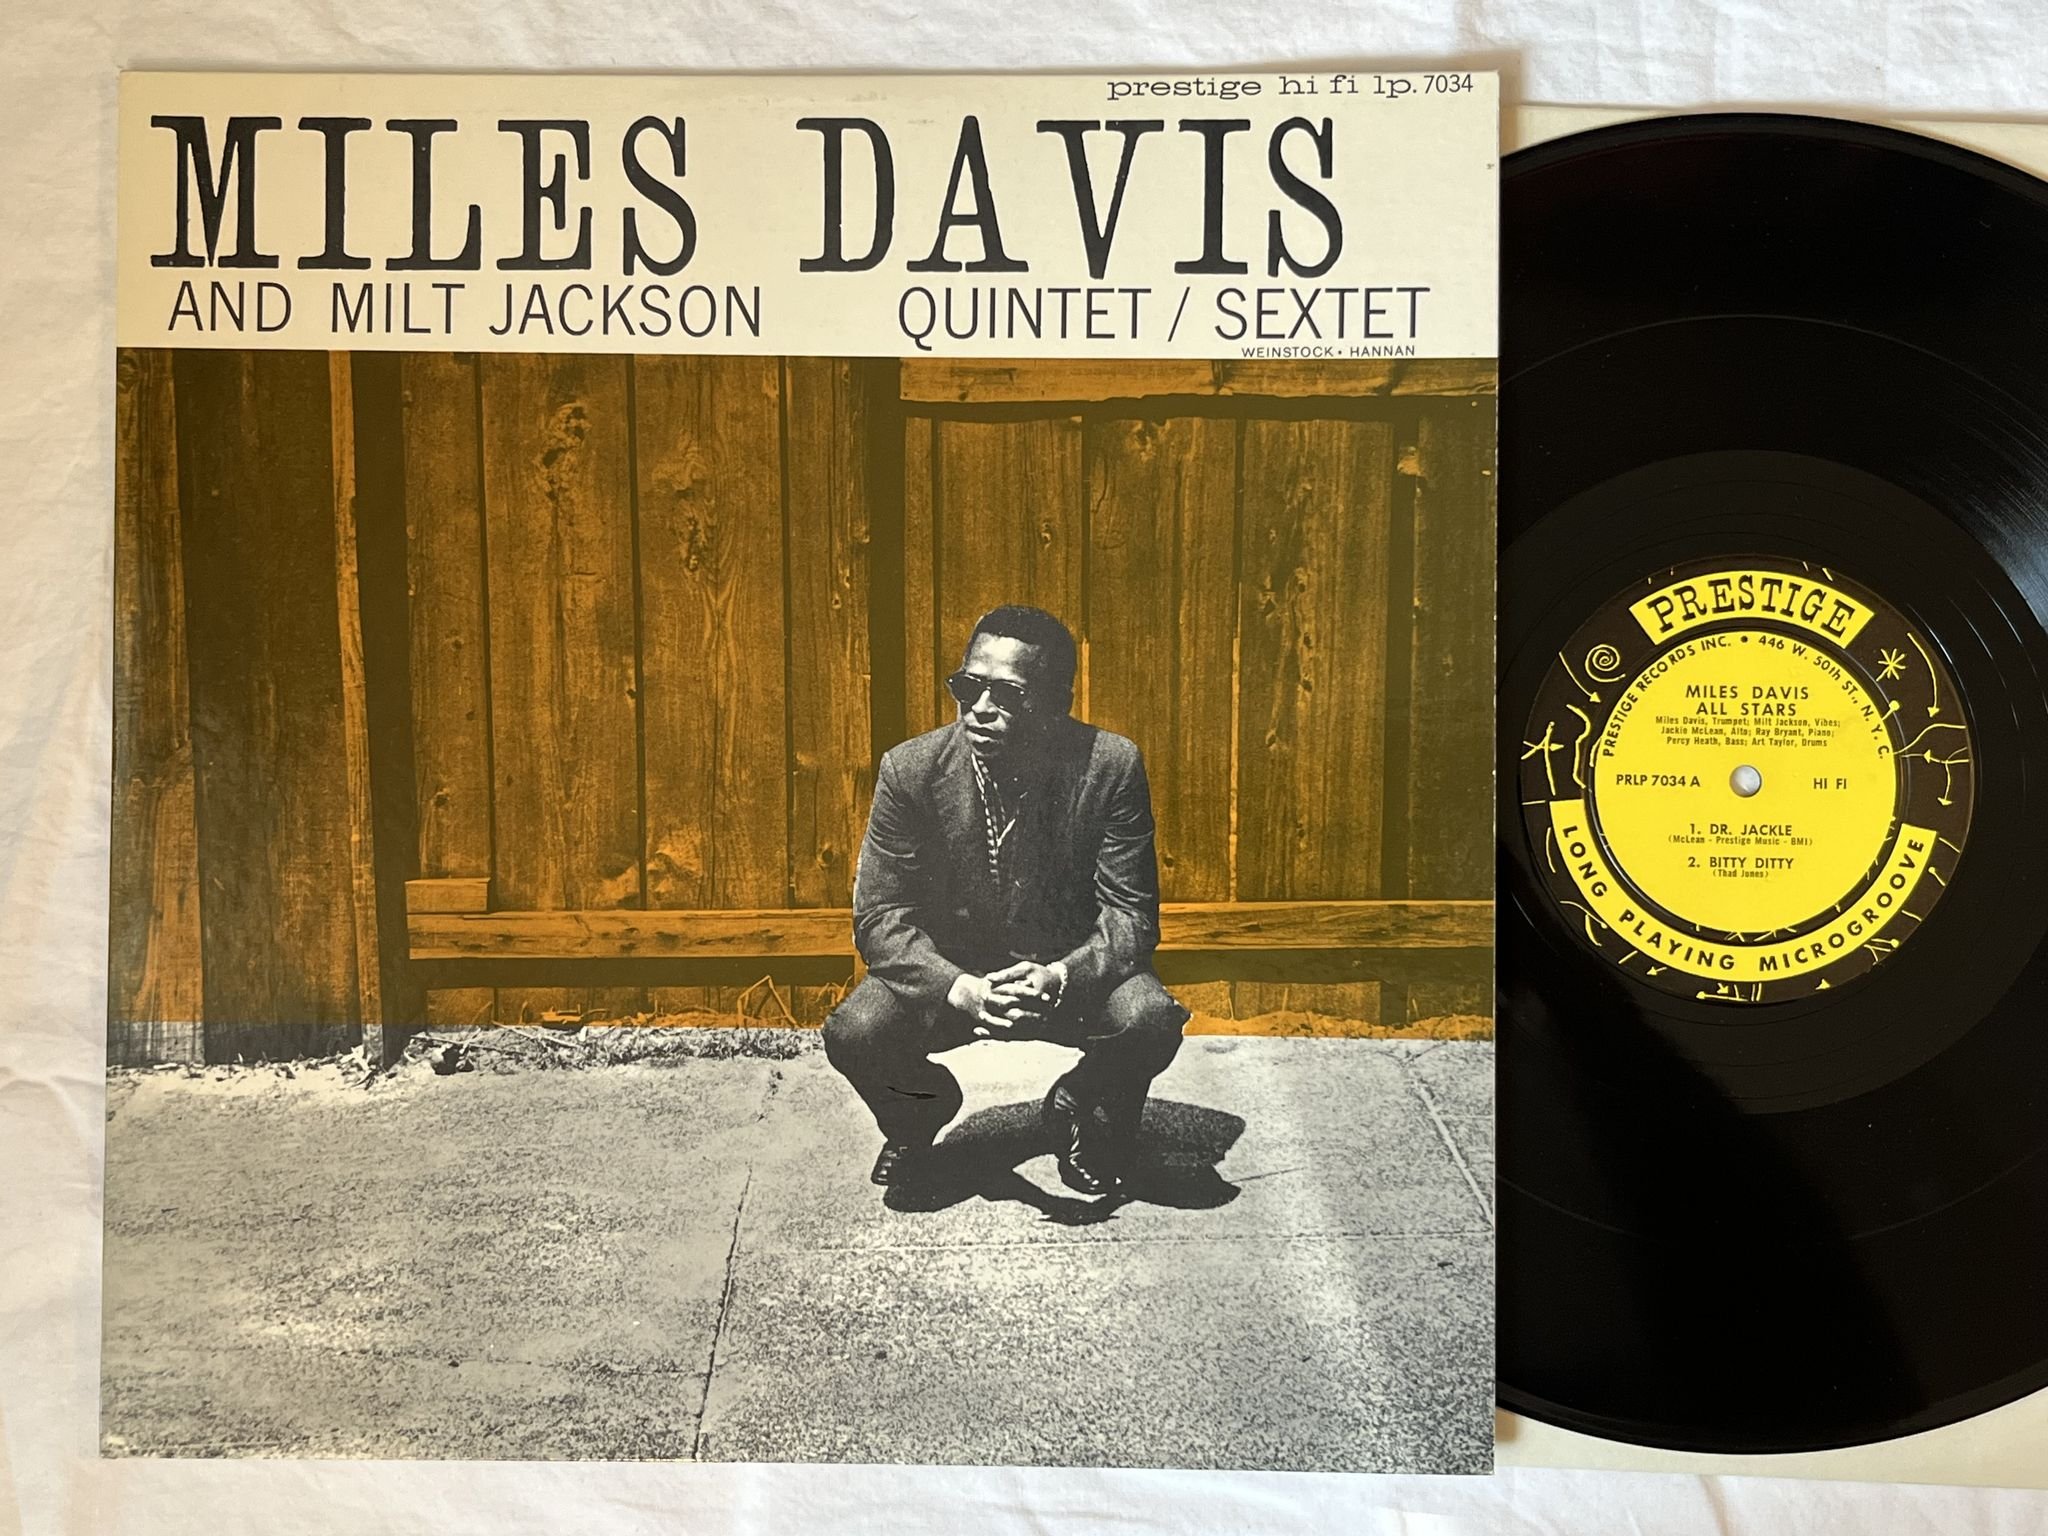 prestige hi fi lp. 7034
MILES DAVIS
AND MILT JACKSON QUINTET / SEXTET
WEINSTOCK • HANNAN
PRESTIGE
PRESTIGE RECORDS INC. • 446 W. 50th ST., N. Y. C.
MILES DAVIS
ALL STARS
Miles Davis, Trumpet; Milt Jackson, Vibes;
Jackie McLean, Alto; Ray Bryant, Piano;
Percy Heath, Bass; Art Taylor, Drums
PRLP 7034 A HI FI
1. DR. JACKLE
(McLean - Prestige Music - BMI)
2. BITTY DITTY
(Thad Jones)
LONG PLAYING MICROGROOVE